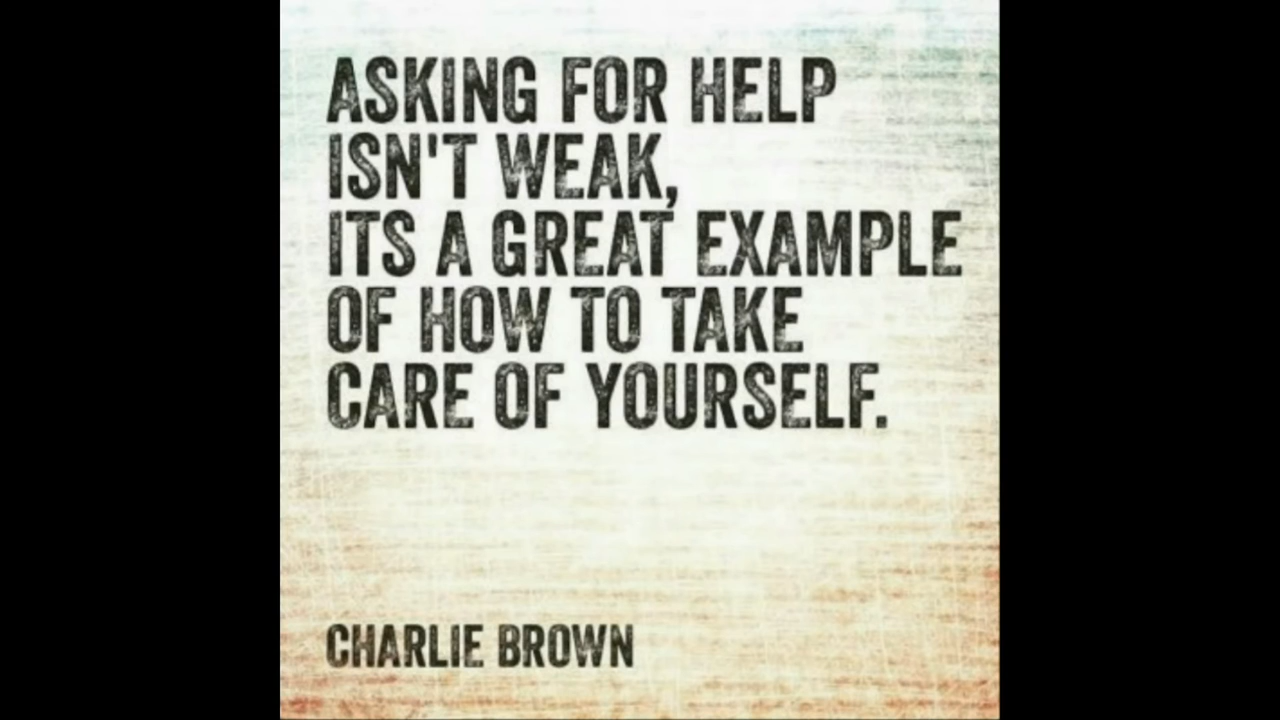 ASKING FOR HELP
ISN'T WEAK,
ITS A GREAT EXAMPLE
OF HOW TO TAKE
CARE OF YOURSELF.
CHARLIE BROWN